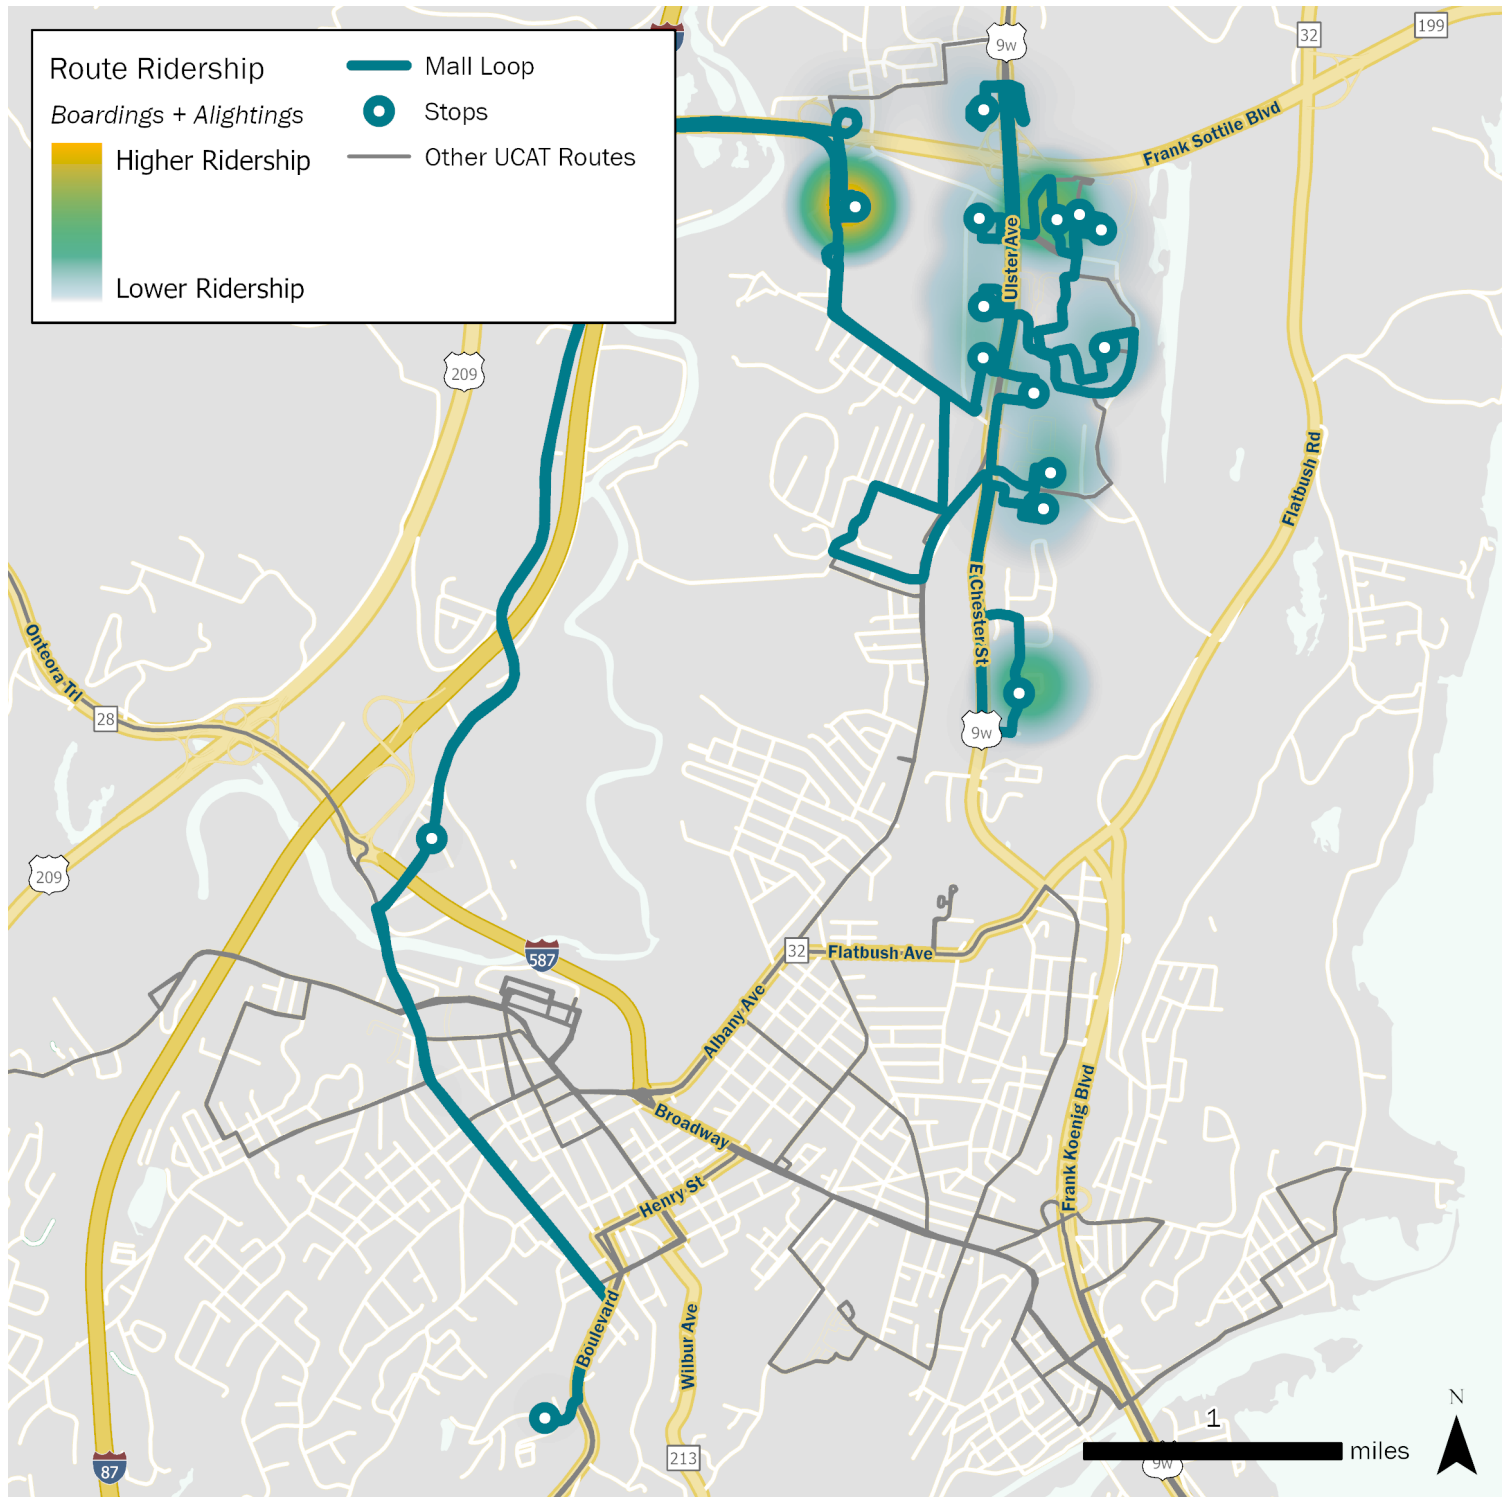 Route Ridership
Boardings + Alightings
Higher Ridership
Lower Ridership
Mall Loop
Stops
Other UCAT Routes
9w
32
199
Frank Sottile Blvd
Ulster Ave
209
Flatbush Rd
E Chester St
Onteora Trl
28
9w
209
587
32
Flatbush Ave
Albany Ave
Broadway
Henry St
Frank Koenig Blvd
Boulevard
Wilbur Ave
87
213
9w
1
miles
N